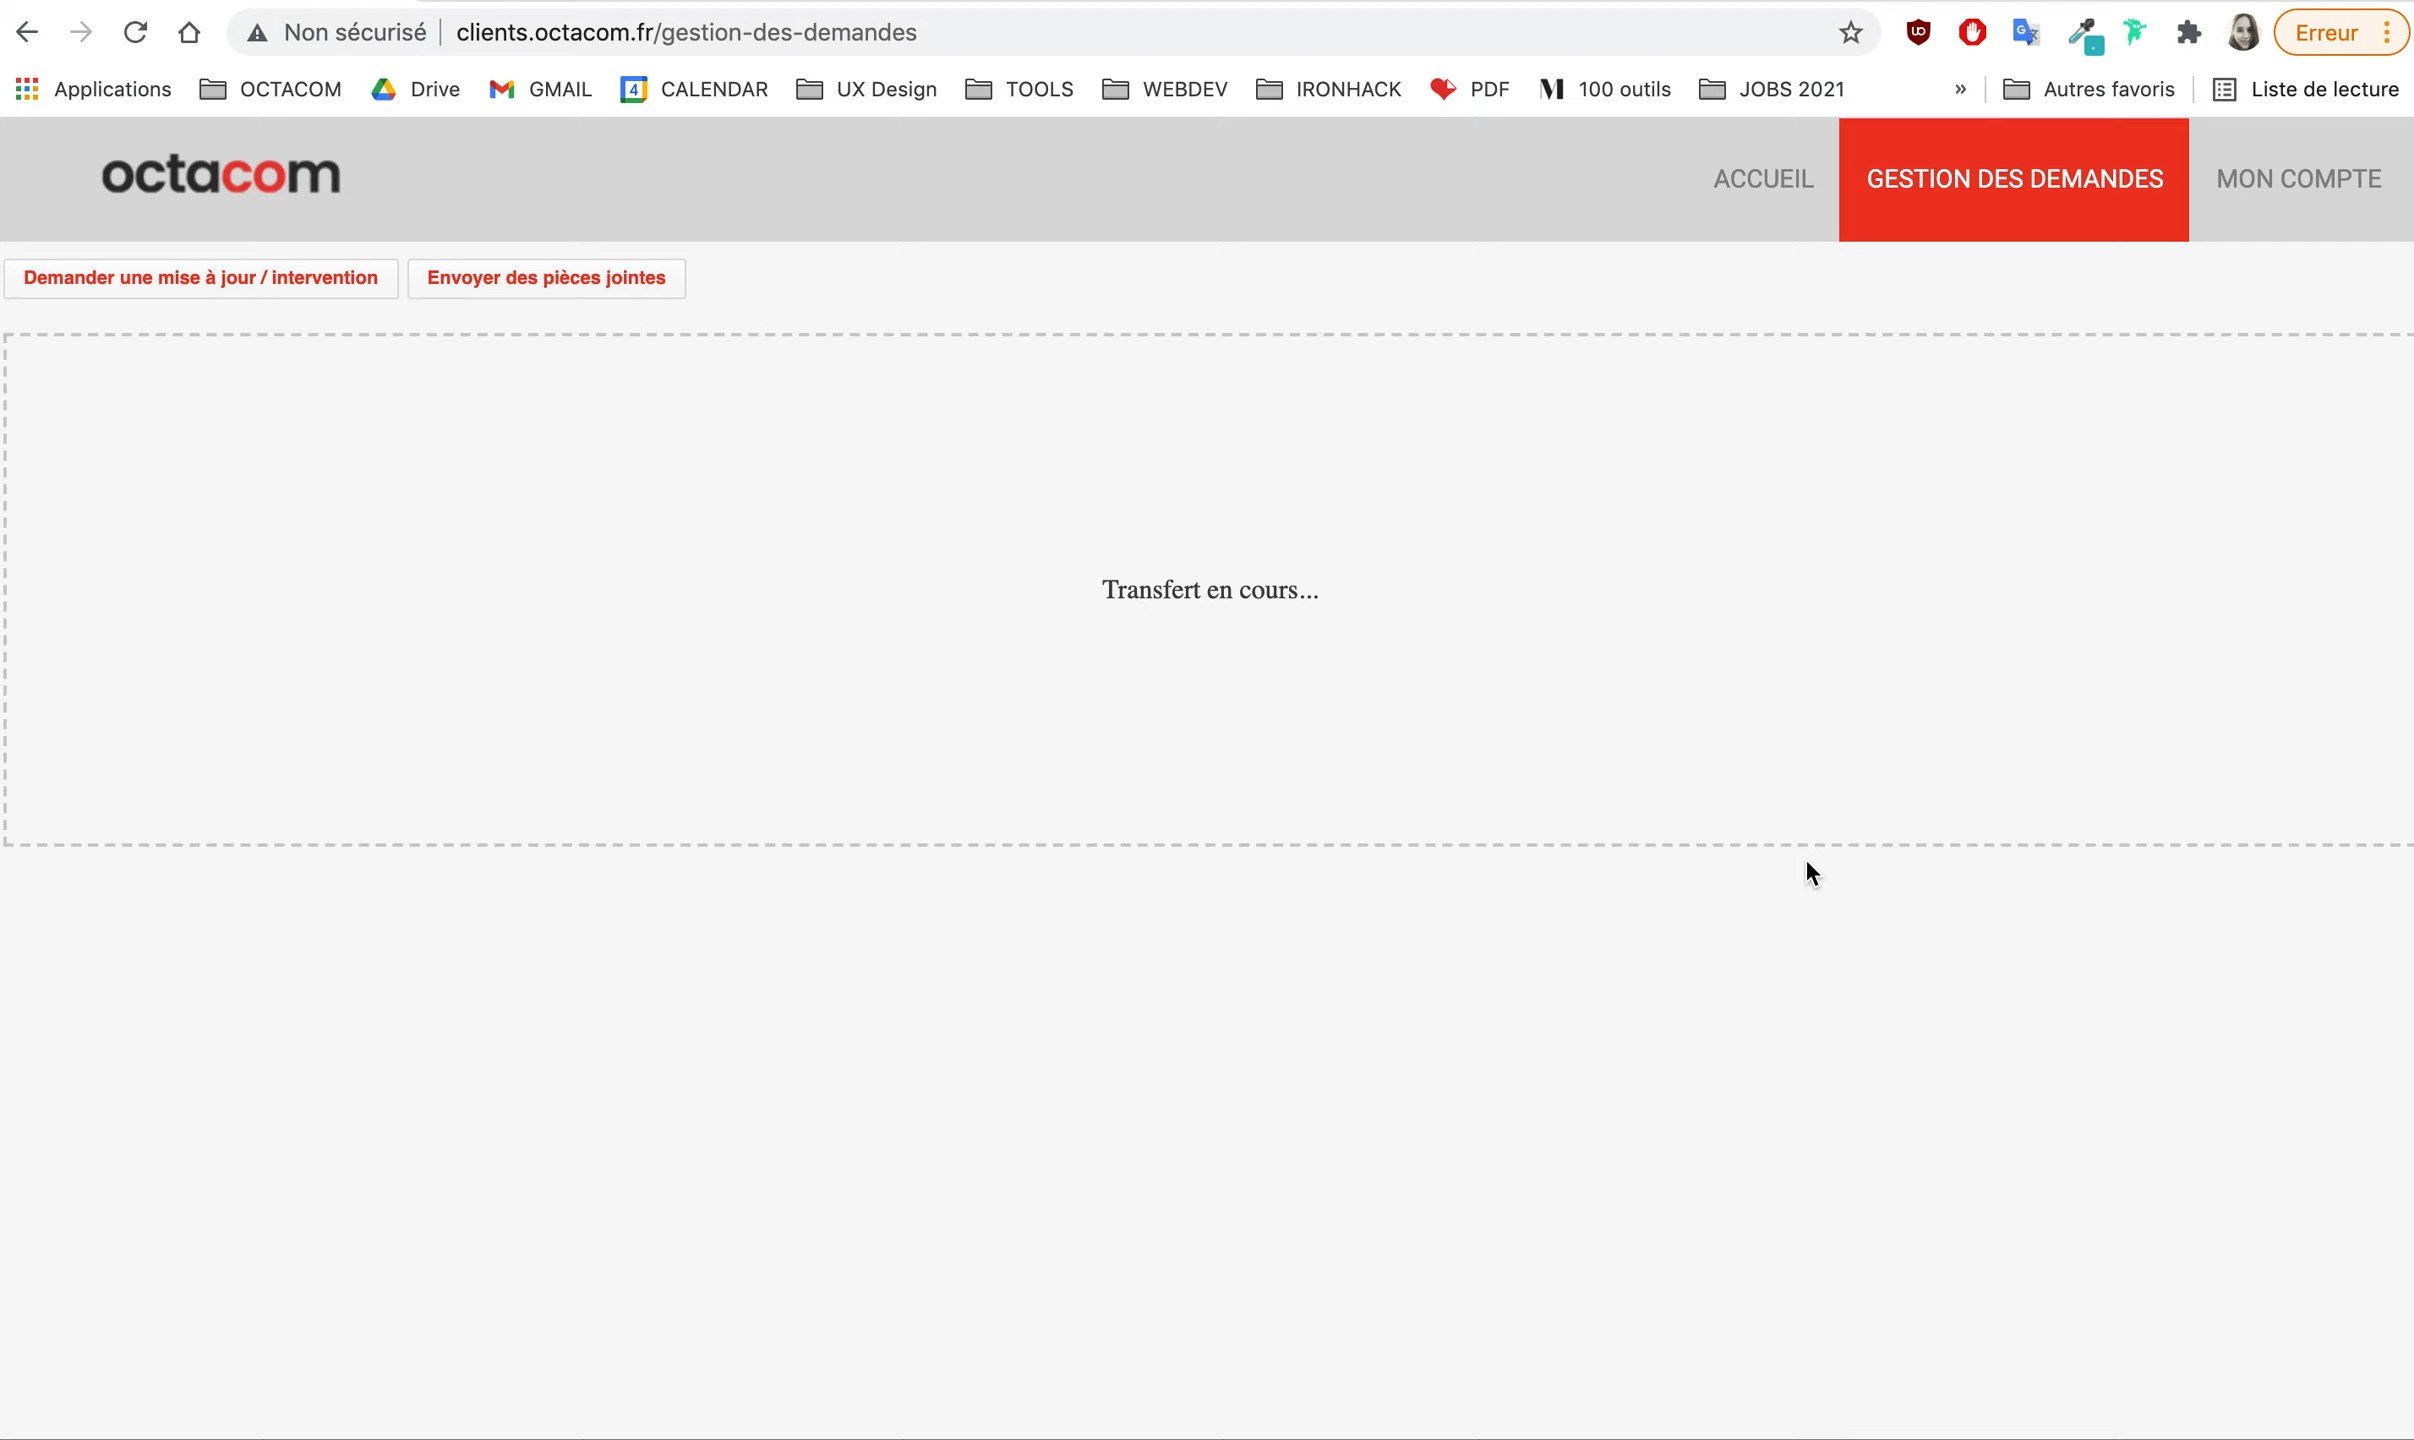 Non sécurisé clients.octacom.fr/gestion-des-demandes Erreur
Applications OCTACOM Drive GMAIL 4 CALENDAR UX Design TOOLS WEBDEV IRONHACK PDF 100 outils JOBS 2021 » Autres favoris Liste de lecture
octacom ACCUEIL GESTION DES DEMANDES MON COMPTE
Demander une mise à jour / intervention Envoyer des pièces jointes
Transfert en cours...